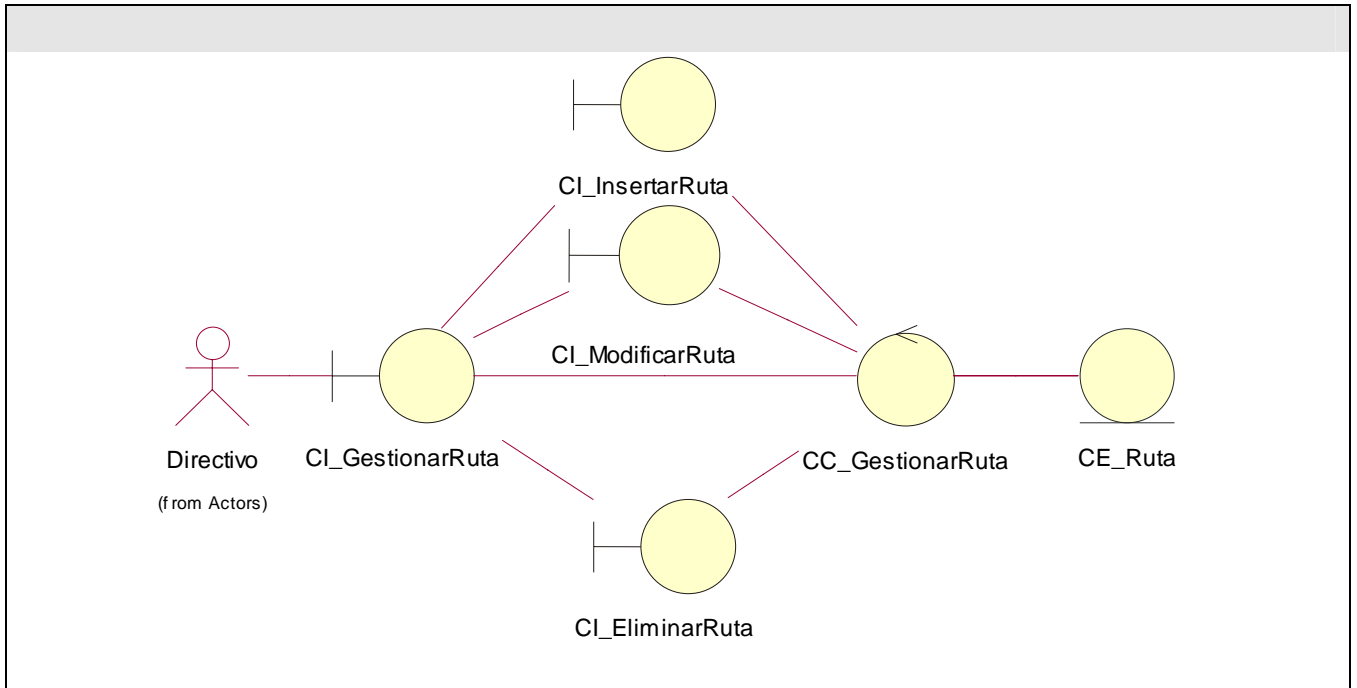 CI_InsertarRuta
CI_ModificarRuta
Directivo
(from Actors)
CI_GestionarRuta
CC_GestionarRuta
CE_Ruta
CI_EliminarRuta